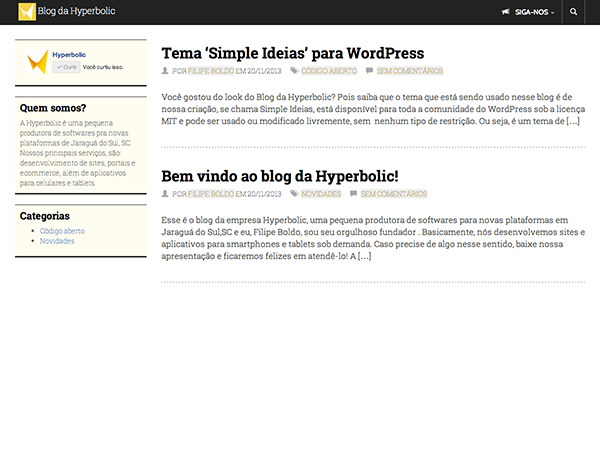 Blog da Hyperbolic
SIGA-NOS
Hyperbolic
Curtir Você curtiu isso.
Quem somos?
A Hyperbolic é uma pequena
produtora de softwares pra novas
plataformas de Jaraguá do Sul, SC.
Nossos principais serviços, são:
desenvolvimento de sites, portais e
ecommerce, além de aplicativos
para celulares e tablets.
Categorias
Código aberto
Novidades
Tema ‘Simple Ideias’ para WordPress
POR FILIPE BOLDO EM 20/11/2013 CÓDIGO ABERTO SEM COMENTÁRIOS
Você gostou do look do Blog da Hyperbolic? Pois saiba que o tema que está sendo usado nesse blog é de
nossa criação, se chama Simple Ideias, está disponível para toda a comunidade do WordPress sob a licença
MIT e pode ser usado ou modificado livremente, sem nenhum tipo de restrição. Ou seja, é um tema de […]
Bem vindo ao blog da Hyperbolic!
POR FILIPE BOLDO EM 20/11/2013 NOVIDADES SEM COMENTÁRIOS
Esse é o blog da empresa Hyperbolic, uma pequena produtora de softwares para novas plataformas em
Jaraguá do Sul,SC e eu, Filipe Boldo, sou seu orgulhoso fundador . Basicamente, nós desenvolvemos sites e
aplicativos para smartphones e tablets sob demanda. Caso precise de algo nesse sentido, baixe nossa
apresentação e ficaremos felizes em atendê-lo! A […]